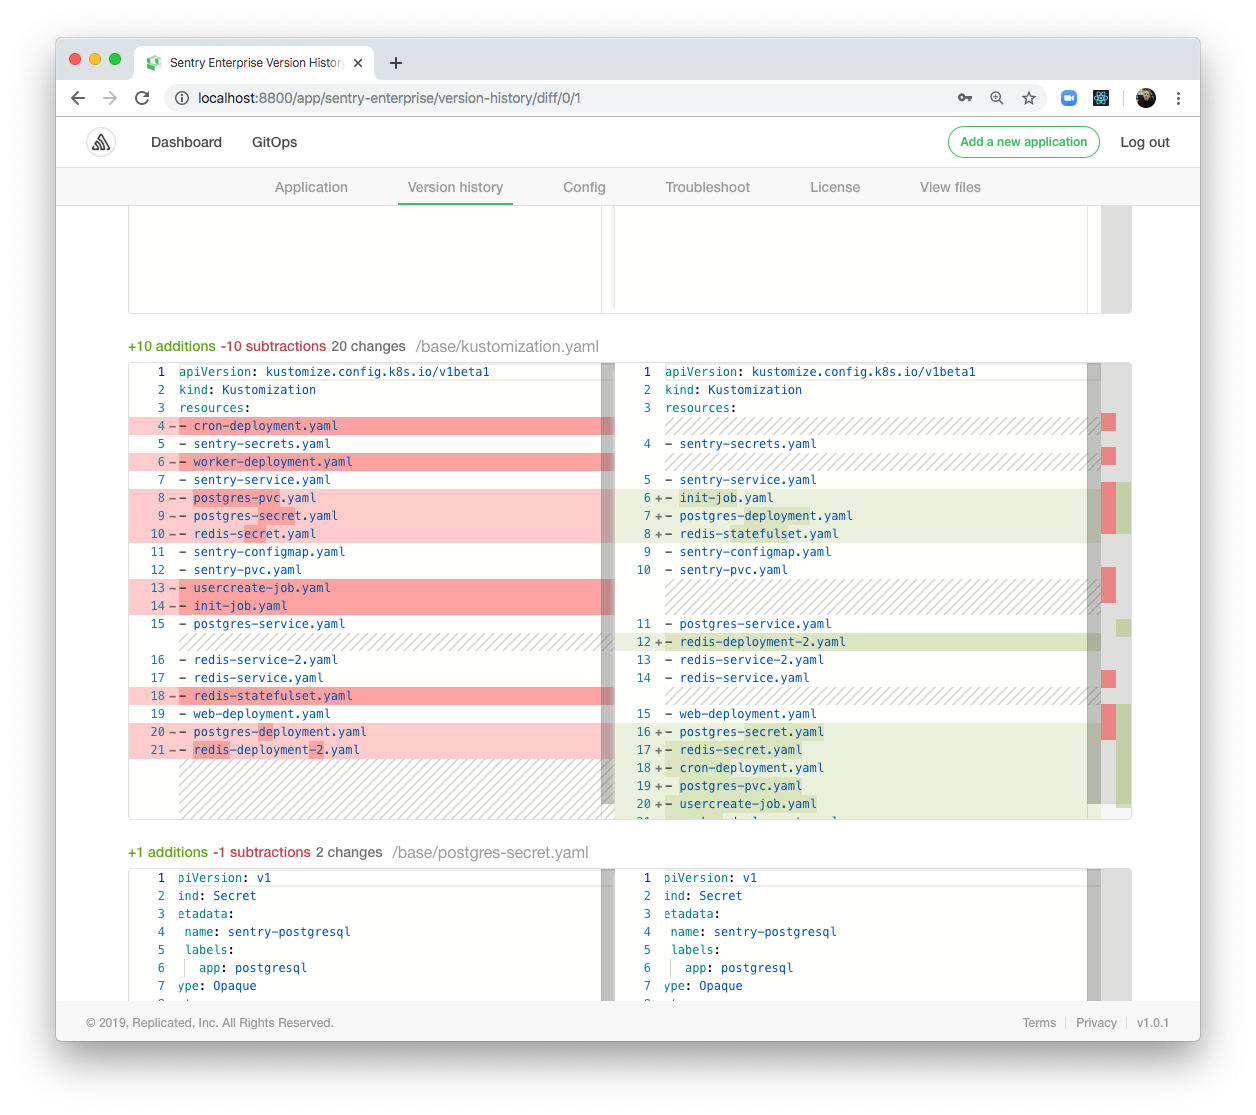 Sentry Enterprise Version History
localhost:8800/app/sentry-enterprise/version-history/diff/0/1
Dashboard GitOps Add a new application Log out
Application Version history Config Troubleshoot License View files
+10 additions -10 subtractions 20 changes /base/kustomization.yaml
1 apiVersion: kustomize.config.k8s.io/v1beta1
2 kind: Kustomization
3 resources:
4 -- cron-deployment.yaml
5 - sentry-secrets.yaml
6 -- worker-deployment.yaml
7 - sentry-service.yaml
8 -- postgres-pvc.yaml
9 -- postgres-secret.yaml
10 -- redis-secret.yaml
11 - sentry-configmap.yaml
12 - sentry-pvc.yaml
13 -- usercreate-job.yaml
14 -- init-job.yaml
15 - postgres-service.yaml
16 - redis-service-2.yaml
17 - redis-service.yaml
18 -- redis-statefulset.yaml
19 - web-deployment.yaml
20 -- postgres-deployment.yaml
21 -- redis-deployment-2.yaml
1 apiVersion: kustomize.config.k8s.io/v1beta1
2 kind: Kustomization
3 resources:
4 - sentry-secrets.yaml
5 - sentry-service.yaml
6 +- init-job.yaml
7 +- postgres-deployment.yaml
8 +- redis-statefulset.yaml
9 - sentry-configmap.yaml
10 - sentry-pvc.yaml
11 - postgres-service.yaml
12 +- redis-deployment-2.yaml
13 - redis-service-2.yaml
14 - redis-service.yaml
15 - web-deployment.yaml
16 +- postgres-secret.yaml
17 +- redis-secret.yaml
18 +- cron-deployment.yaml
19 +- postgres-pvc.yaml
20 +- usercreate-job.yaml
+1 additions -1 subtractions 2 changes /base/postgres-secret.yaml
1 piVersion: v1
2 ind: Secret
3 etadata:
4 name: sentry-postgresql
5 labels:
6 app: postgresql
7 ype: Opaque
1 piVersion: v1
2 ind: Secret
3 etadata:
4 name: sentry-postgresql
5 labels:
6 app: postgresql
7 ype: Opaque
© 2019, Replicated, Inc. All Rights Reserved. Terms Privacy v1.0.1